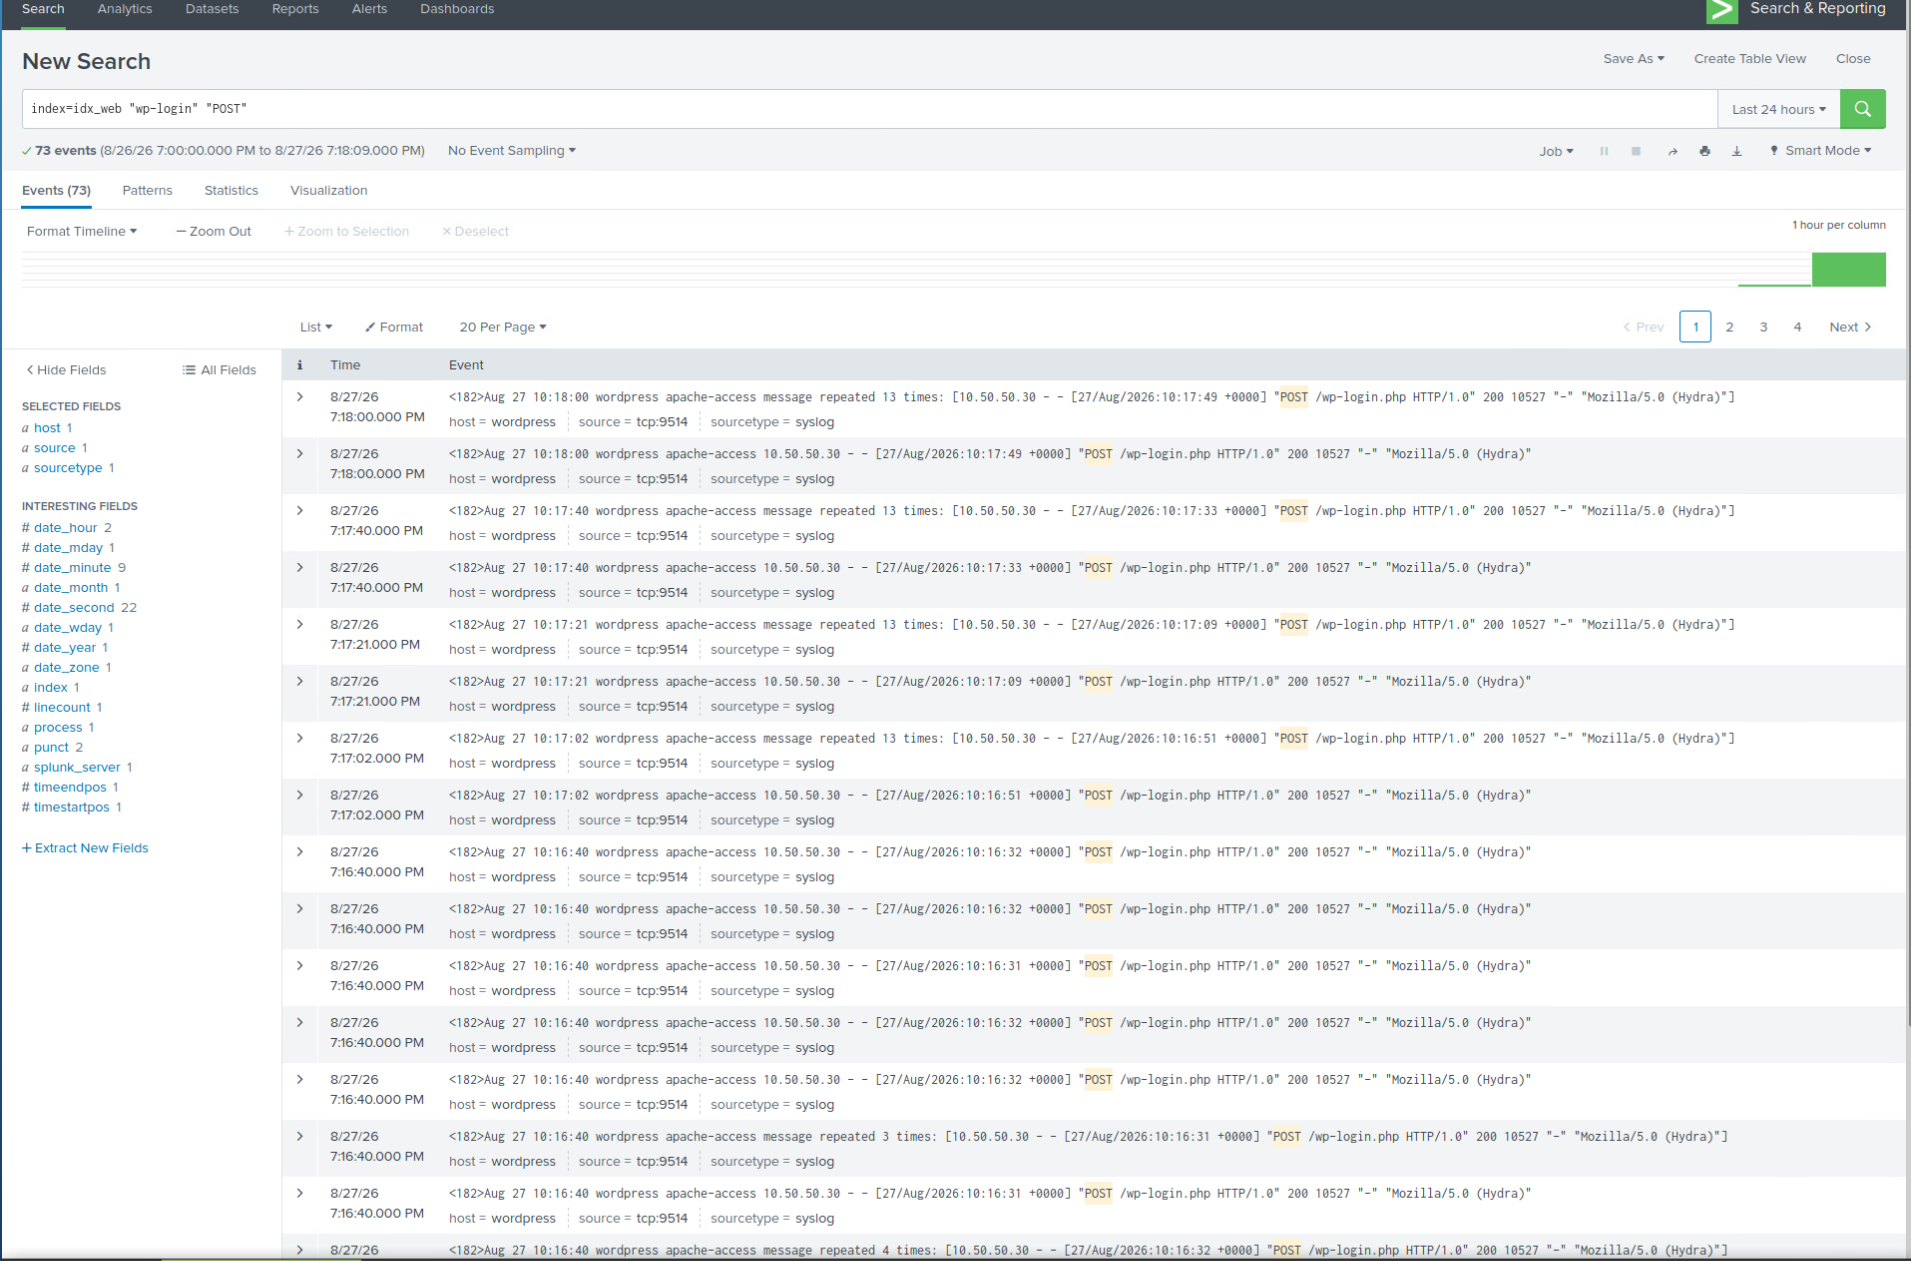 Search Analytics Datasets Reports Alerts Dashboards > Search & Reporting
New Search
Save As Create Table View Close
index=idx_web "wp-login" "POST" Last 24 hours
73 events (8/26/26 7:00:00.000 PM to 8/27/26 7:18:09.000 PM) No Event Sampling Job Smart Mode
Events (73) Patterns Statistics Visualization
Format Timeline — Zoom Out + Zoom to Selection × Deselect 1 hour per column
List Format 20 Per Page < Prev 1 2 3 4 Next >
< Hide Fields All Fields
SELECTED FIELDS
a host 1
a source 1
a sourcetype 1
INTERESTING FIELDS
# date_hour 2
# date_mday 1
# date_minute 9
a date_month 1
# date_second 22
a date_wday 1
# date_year 1
a date_zone 1
a index 1
# linecount 1
a process 1
a punct 2
a splunk_server 1
# timeendpos 1
# timestartpos 1
+ Extract New Fields
i Time Event
8/27/26 <182>Aug 27 10:18:00 wordpress apache-access message repeated 13 times: [10.50.50.30 - - [27/Aug/2026:10:17:49 +0000] "POST /wp-login.php HTTP/1.0" 200 10527 "-" "Mozilla/5.0 (Hydra)"]
7:18:00.000 PM host = wordpress source = tcp:9514 sourcetype = syslog
8/27/26 <182>Aug 27 10:18:00 wordpress apache-access 10.50.50.30 - - [27/Aug/2026:10:17:49 +0000] "POST /wp-login.php HTTP/1.0" 200 10527 "-" "Mozilla/5.0 (Hydra)"
7:18:00.000 PM host = wordpress source = tcp:9514 sourcetype = syslog
8/27/26 <182>Aug 27 10:17:40 wordpress apache-access message repeated 13 times: [10.50.50.30 - - [27/Aug/2026:10:17:33 +0000] "POST /wp-login.php HTTP/1.0" 200 10527 "-" "Mozilla/5.0 (Hydra)"]
7:17:40.000 PM host = wordpress source = tcp:9514 sourcetype = syslog
8/27/26 <182>Aug 27 10:17:40 wordpress apache-access 10.50.50.30 - - [27/Aug/2026:10:17:33 +0000] "POST /wp-login.php HTTP/1.0" 200 10527 "-" "Mozilla/5.0 (Hydra)"
7:17:40.000 PM host = wordpress source = tcp:9514 sourcetype = syslog
8/27/26 <182>Aug 27 10:17:21 wordpress apache-access message repeated 13 times: [10.50.50.30 - - [27/Aug/2026:10:17:09 +0000] "POST /wp-login.php HTTP/1.0" 200 10527 "-" "Mozilla/5.0 (Hydra)"]
7:17:21.000 PM host = wordpress source = tcp:9514 sourcetype = syslog
8/27/26 <182>Aug 27 10:17:21 wordpress apache-access 10.50.50.30 - - [27/Aug/2026:10:17:09 +0000] "POST /wp-login.php HTTP/1.0" 200 10527 "-" "Mozilla/5.0 (Hydra)"
7:17:21.000 PM host = wordpress source = tcp:9514 sourcetype = syslog
8/27/26 <182>Aug 27 10:17:02 wordpress apache-access message repeated 13 times: [10.50.50.30 - - [27/Aug/2026:10:16:51 +0000] "POST /wp-login.php HTTP/1.0" 200 10527 "-" "Mozilla/5.0 (Hydra)"]
7:17:02.000 PM host = wordpress source = tcp:9514 sourcetype = syslog
8/27/26 <182>Aug 27 10:17:02 wordpress apache-access 10.50.50.30 - - [27/Aug/2026:10:16:51 +0000] "POST /wp-login.php HTTP/1.0" 200 10527 "-" "Mozilla/5.0 (Hydra)"
7:17:02.000 PM host = wordpress source = tcp:9514 sourcetype = syslog
8/27/26 <182>Aug 27 10:16:40 wordpress apache-access 10.50.50.30 - - [27/Aug/2026:10:16:32 +0000] "POST /wp-login.php HTTP/1.0" 200 10527 "-" "Mozilla/5.0 (Hydra)"
7:16:40.000 PM host = wordpress source = tcp:9514 sourcetype = syslog
8/27/26 <182>Aug 27 10:16:40 wordpress apache-access 10.50.50.30 - - [27/Aug/2026:10:16:32 +0000] "POST /wp-login.php HTTP/1.0" 200 10527 "-" "Mozilla/5.0 (Hydra)"
7:16:40.000 PM host = wordpress source = tcp:9514 sourcetype = syslog
8/27/26 <182>Aug 27 10:16:40 wordpress apache-access 10.50.50.30 - - [27/Aug/2026:10:16:31 +0000] "POST /wp-login.php HTTP/1.0" 200 10527 "-" "Mozilla/5.0 (Hydra)"
7:16:40.000 PM host = wordpress source = tcp:9514 sourcetype = syslog
8/27/26 <182>Aug 27 10:16:40 wordpress apache-access 10.50.50.30 - - [27/Aug/2026:10:16:32 +0000] "POST /wp-login.php HTTP/1.0" 200 10527 "-" "Mozilla/5.0 (Hydra)"
7:16:40.000 PM host = wordpress source = tcp:9514 sourcetype = syslog
8/27/26 <182>Aug 27 10:16:40 wordpress apache-access 10.50.50.30 - - [27/Aug/2026:10:16:32 +0000] "POST /wp-login.php HTTP/1.0" 200 10527 "-" "Mozilla/5.0 (Hydra)"
7:16:40.000 PM host = wordpress source = tcp:9514 sourcetype = syslog
8/27/26 <182>Aug 27 10:16:40 wordpress apache-access message repeated 3 times: [10.50.50.30 - - [27/Aug/2026:10:16:31 +0000] "POST /wp-login.php HTTP/1.0" 200 10527 "-" "Mozilla/5.0 (Hydra)"]
7:16:40.000 PM host = wordpress source = tcp:9514 sourcetype = syslog
8/27/26 <182>Aug 27 10:16:40 wordpress apache-access 10.50.50.30 - - [27/Aug/2026:10:16:31 +0000] "POST /wp-login.php HTTP/1.0" 200 10527 "-" "Mozilla/5.0 (Hydra)"
7:16:40.000 PM host = wordpress source = tcp:9514 sourcetype = syslog
8/27/26 <182>Aug 27 10:16:40 wordpress apache-access message repeated 4 times: [10.50.50.30 - - [27/Aug/2026:10:16:32 +0000] "POST /wp-login.php HTTP/1.0" 200 10527 "-" "Mozilla/5.0 (Hydra)"]